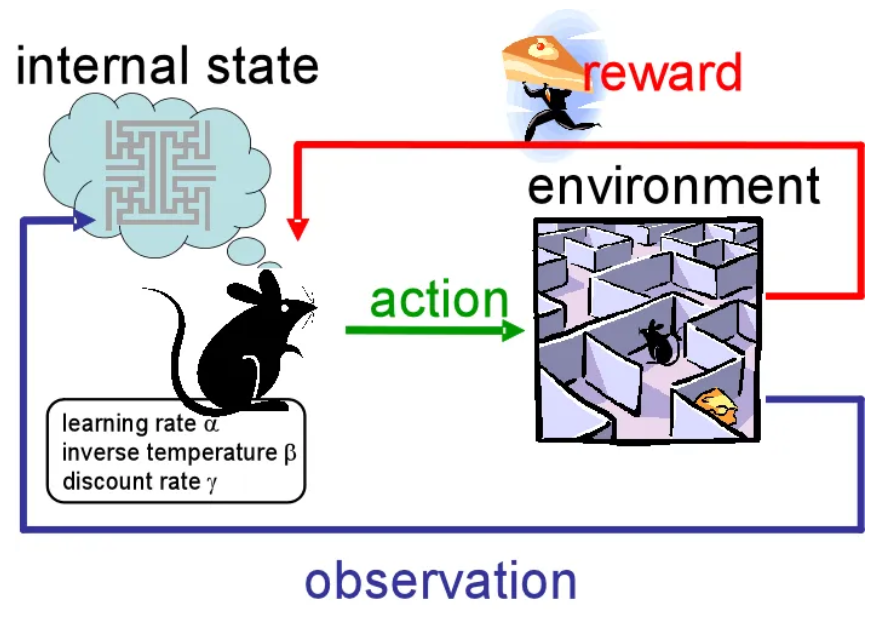 internal state
reward
environment
action
learning rate α
inverse temperature β
discount rate γ
observation